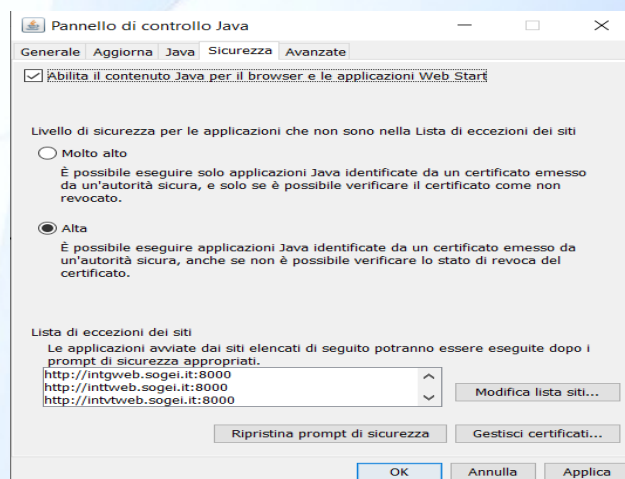 Pannello di controllo Java
Generale Aggiorna Java Sicurezza Avanzate
Abilita il contenuto Java per il browser e le applicazioni Web Start
Livello di sicurezza per le applicazioni che non sono nella Lista di eccezioni dei siti
Molto alto
È possibile eseguire solo applicazioni Java identificate da un certificato emesso
da un'autorità sicura, e solo se è possibile verificare il certificato come non
revocato.
Alta
È possibile eseguire applicazioni Java identificate da un certificato emesso da
un'autorità sicura, anche se non è possibile verificare lo stato di revoca del
certificato.
Lista di eccezioni dei siti
Le applicazioni avviate dai siti elencati di seguito potranno essere eseguite dopo i
prompt di sicurezza appropriati.
http://intgweb.sogei.it:8000
http://inttweb.sogei.it:8000
http://intvtweb.sogei.it:8000
Modifica lista siti...
Ripristina prompt di sicurezza Gestisci certificati...
OK Annulla Applica